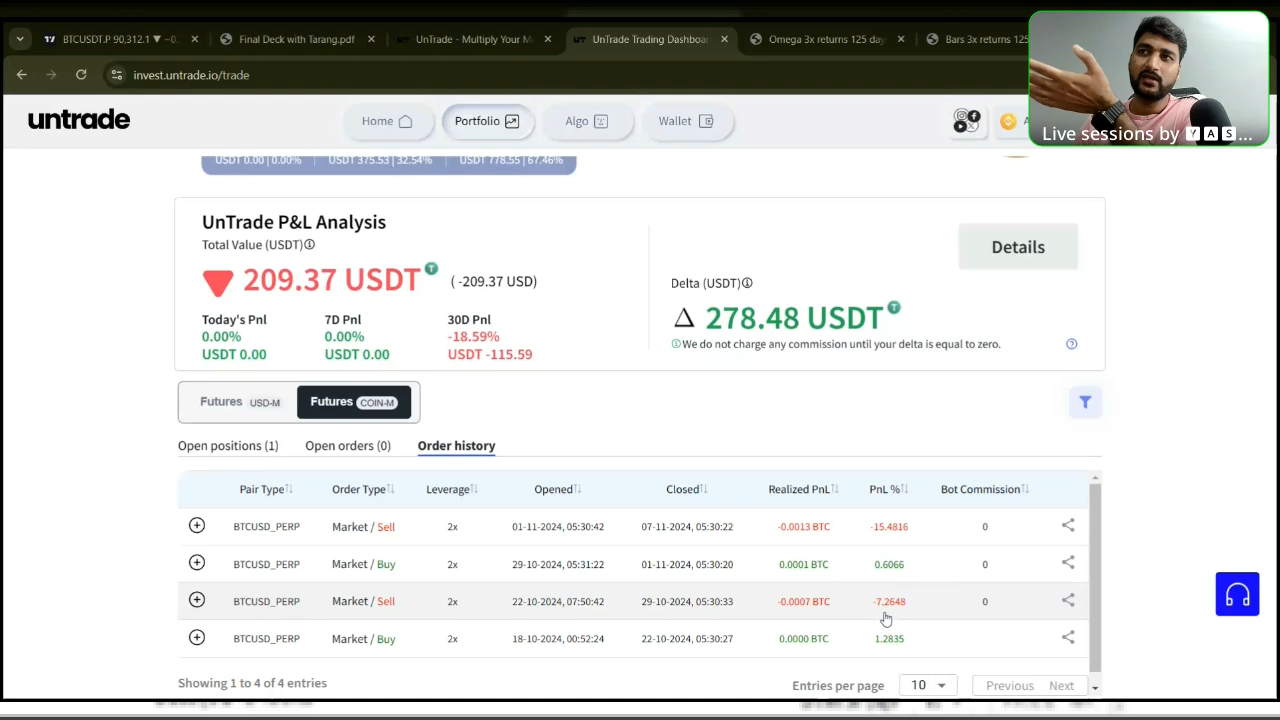 BTCUSDT.P 90,312.1 ▼ −0...
Final Deck with Tarang.pdf
UnTrade - Multiply Your M
UnTrade Trading Dashboa
Omega 3x returns 125 day
Bars 3x returns 125
invest.untrade.io/trade
Live sessions by YAS...
untrade
Home
Portfolio
Algo
Wallet
USDT 0.00 | 0.00%
USDT 375.53 | 32.54%
USDT 778.55 | 67.46%
UnTrade P&L Analysis
Total Value (USDT)
209.37 USDT
( -209.37 USD)
Today's Pnl
7D Pnl
30D Pnl
0.00%
0.00%
-18.59%
USDT 0.00
USDT 0.00
USDT -115.59
Details
Delta (USDT)
Δ 278.48 USDT
We do not charge any commission until your delta is equal to zero.
Futures USD-M
Futures COIN-M
Open positions (1)
Open orders (0)
Order history
Pair Type Order Type Leverage Opened Closed Realized PnL PnL % Bot Commission
BTCUSD_PERP Market / Sell 2x 01-11-2024, 05:30:42 07-11-2024, 05:30:22 -0.0013 BTC -15.4816 0
BTCUSD_PERP Market / Buy 2x 29-10-2024, 05:31:22 01-11-2024, 05:30:20 0.0001 BTC 0.6066 0
BTCUSD_PERP Market / Sell 2x 22-10-2024, 07:50:42 29-10-2024, 05:30:33 -0.0007 BTC -7.2648 0
BTCUSD_PERP Market / Buy 2x 18-10-2024, 00:52:24 22-10-2024, 05:30:27 0.0000 BTC 1.2835
Showing 1 to 4 of 4 entries
Entries per page 10
Previous Next